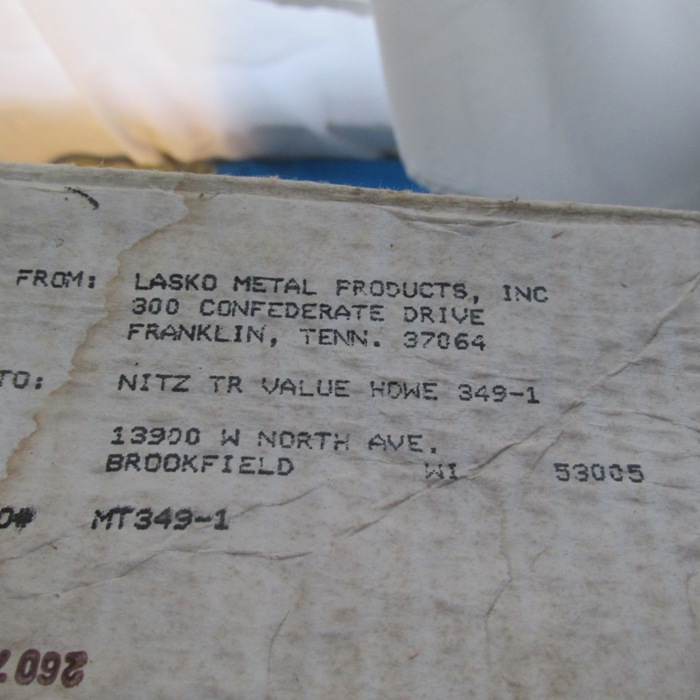 FROM: LASKO METAL PRODUCTS, INC
300 CONFEDERATE DRIVE
FRANKLIN, TENN. 37064
TO: NITZ TR VALUE HOWE 349-1
13900 W NORTH AVE.
BROOKFIELD WI 53005
O# MT349-1
2607